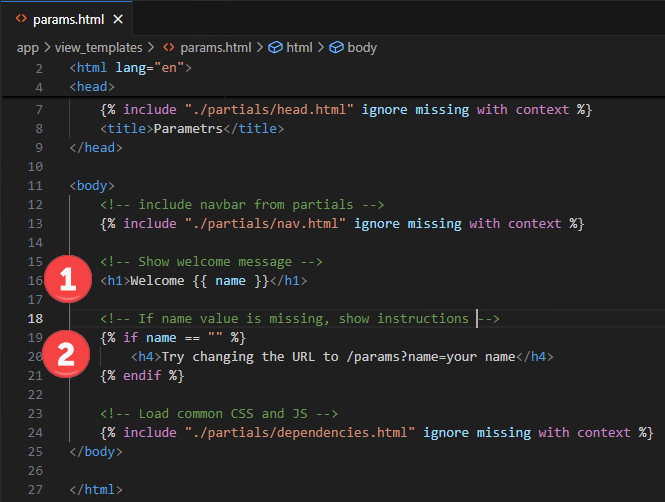 params.html
app > view_templates > params.html > html > body
2 <html lang="en">
4 <head>
7 {% include "./partials/head.html" ignore missing with context %}
8 <title>Parametrs</title>
9 </head>
10
11 <body>
12 <!-- include navbar from partials -->
13 {% include "./partials/nav.html" ignore missing with context %}
14
15 <!-- Show welcome message -->
1
16 <h1>Welcome {{ name }}</h1>
17
18 <!-- If name value is missing, show instructions -->
19 {% if name == "" %}
2
20 <h4>Try changing the URL to /params?name=your name</h4>
21 {% endif %}
22
23 <!-- Load common CSS and JS -->
24 {% include "./partials/dependencies.html" ignore missing with context %}
25 </body>
26
27 </html>